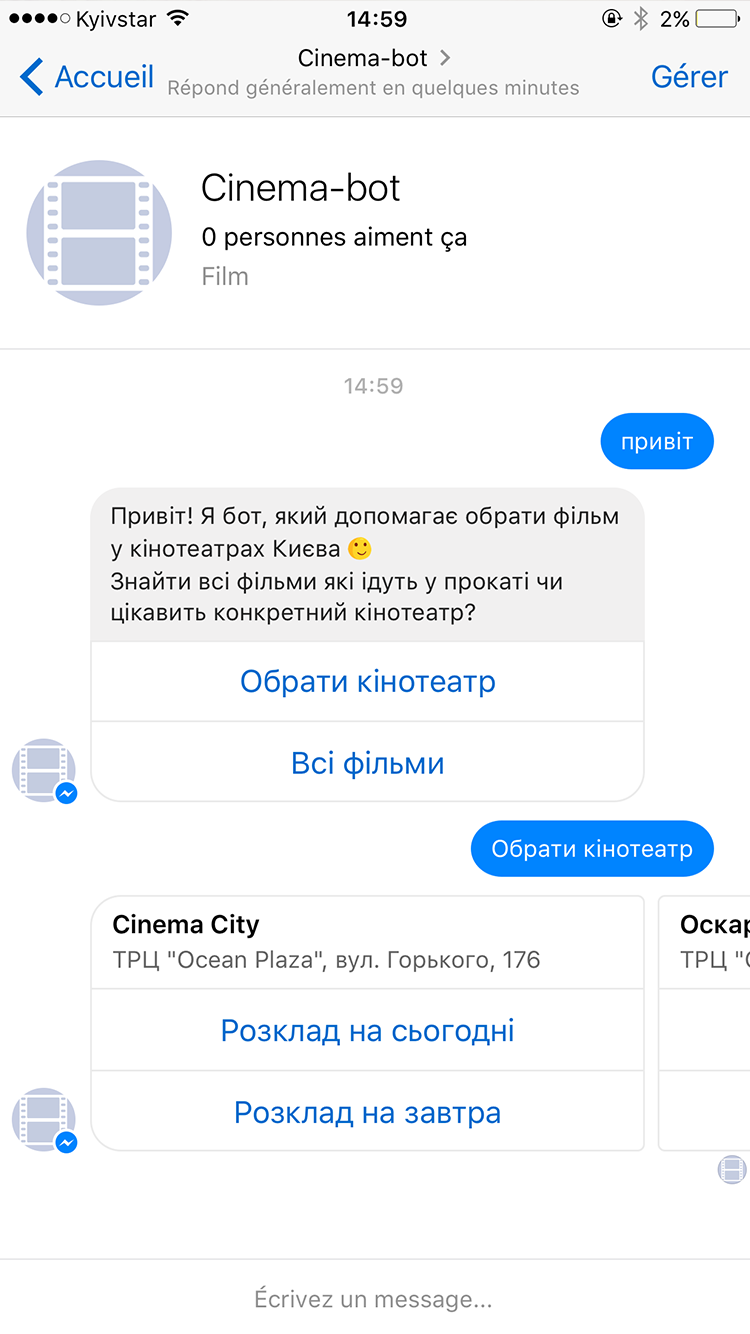 Kyivstar 14:59 2%
Accueil
Cinema-bot
Répond généralement en quelques minutes
Gérer
Cinema-bot
0 personnes aiment ça
Film
14:59
привіт
Привіт! Я бот, який допомагає обрати фільм
у кінотеатрах Києва 🙂
Знайти всі фільми які ідуть у прокаті чи
цікавить конкретний кінотеатр?
Обрати кінотеатр
Всі фільми
Обрати кінотеатр
Cinema City
ТРЦ "Ocean Plaza", вул. Горького, 176
Розклад на сьогодні
Розклад на завтра
Оскар
ТРЦ "
Écrivez un message...